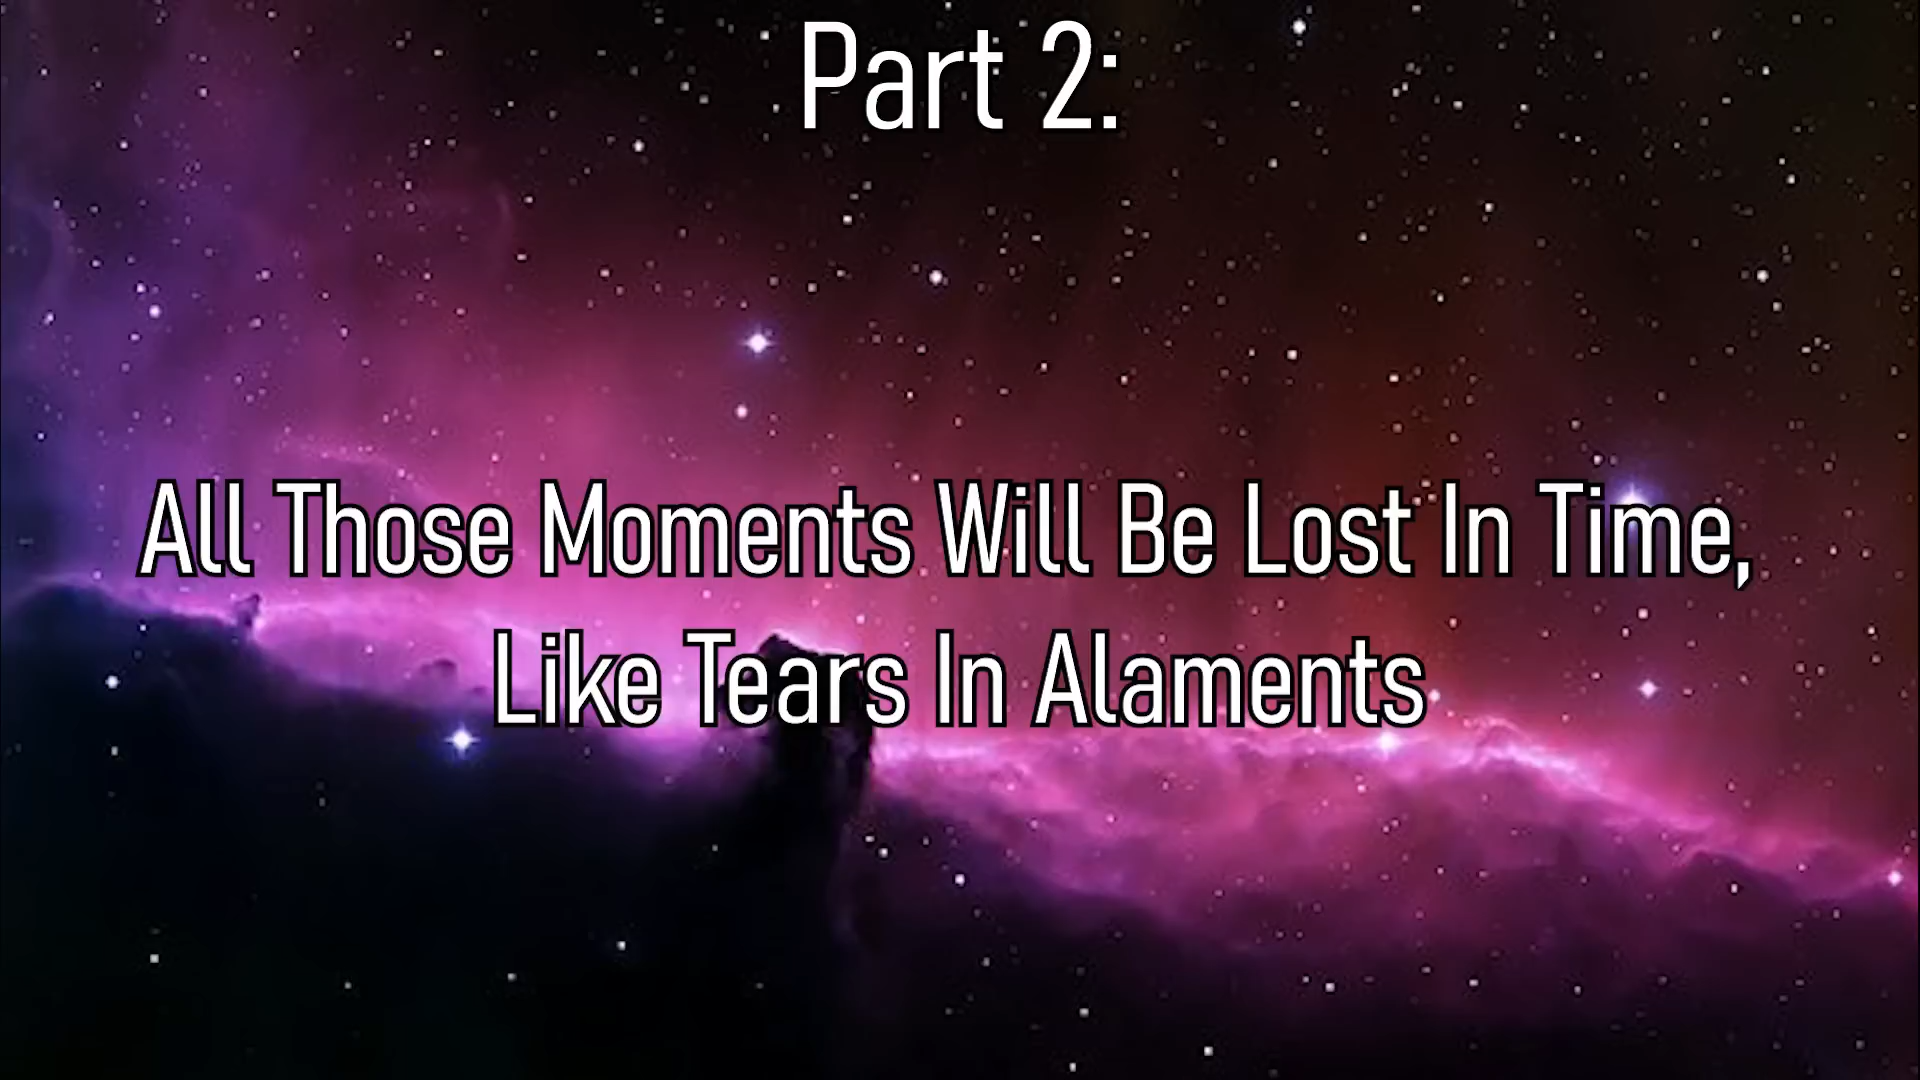 Part 2:
All Those Moments Will Be Lost In Time,
Like Tears In Alaments